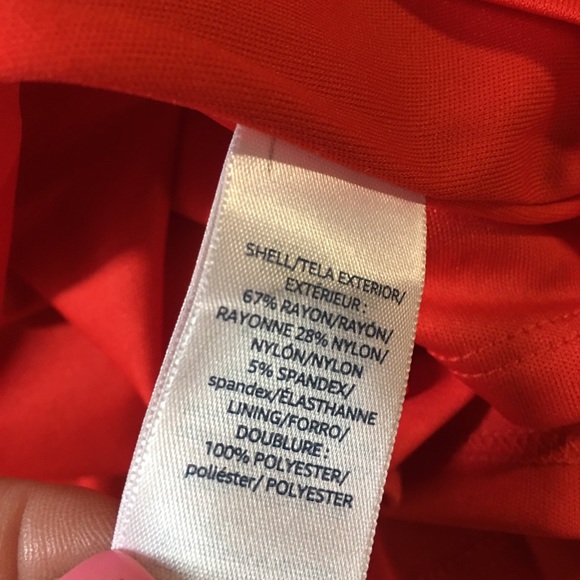 SHELL/TELA EXTERIOR/
EXTERIEUR :
67% RAYON/RAYÓN/
RAYONNE 28% NYLON/
NYLÓN/NYLON
5% SPANDEX/
spandex/ÉLASTHANNE
LINING/FORRO/
DOUBLURE :
100% POLYESTER/
poliéster/ POLYESTER